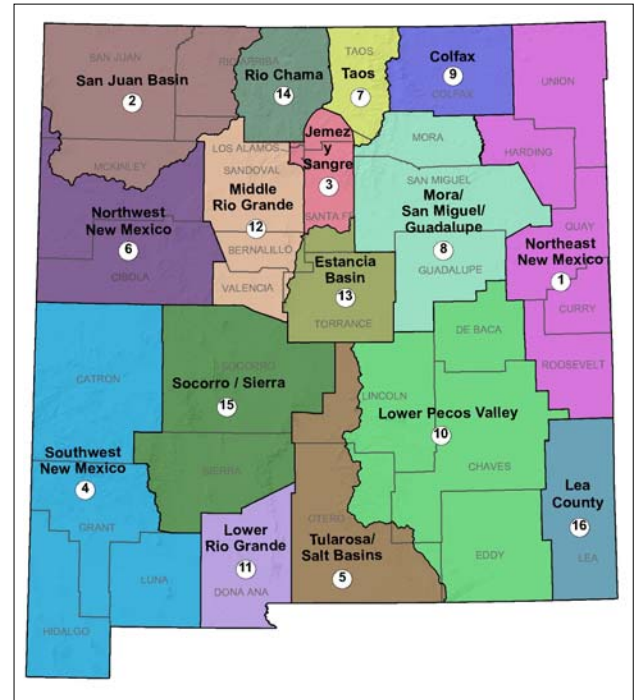 SAN JUAN
San Juan Basin
2
RIO ARRIBA
Rio Chama
14
TAOS
Taos
7
Colfax
9
COLFAX
UNION
MCKINLEY
LOS ALAMOS
SANDOVAL
Middle
Rio Grande
12
BERNALILLO
VALENCIA
Jemez
y
Sangre
3
SANTA FE
MORA
SAN MIGUEL
Mora/
San Miguel/
Guadalupe
8
GUADALUPE
HARDING
QUAY
Northeast
New Mexico
1
CURRY
ROOSEVELT
Northwest
New Mexico
6
CIBOLA
Estancia
Basin
13
TORRANCE
DE BACA
CATRON
SOCORRO
Socorro / Sierra
15
SIERRA
LINCOLN
Lower Pecos Valley
10
CHAVES
EDDY
Southwest
New Mexico
4
GRANT
LUNA
HIDALGO
Lower
Rio Grande
11
DONA ANA
OTERO
Tularosa/
Salt Basins
5
Lea
County
16
LEA